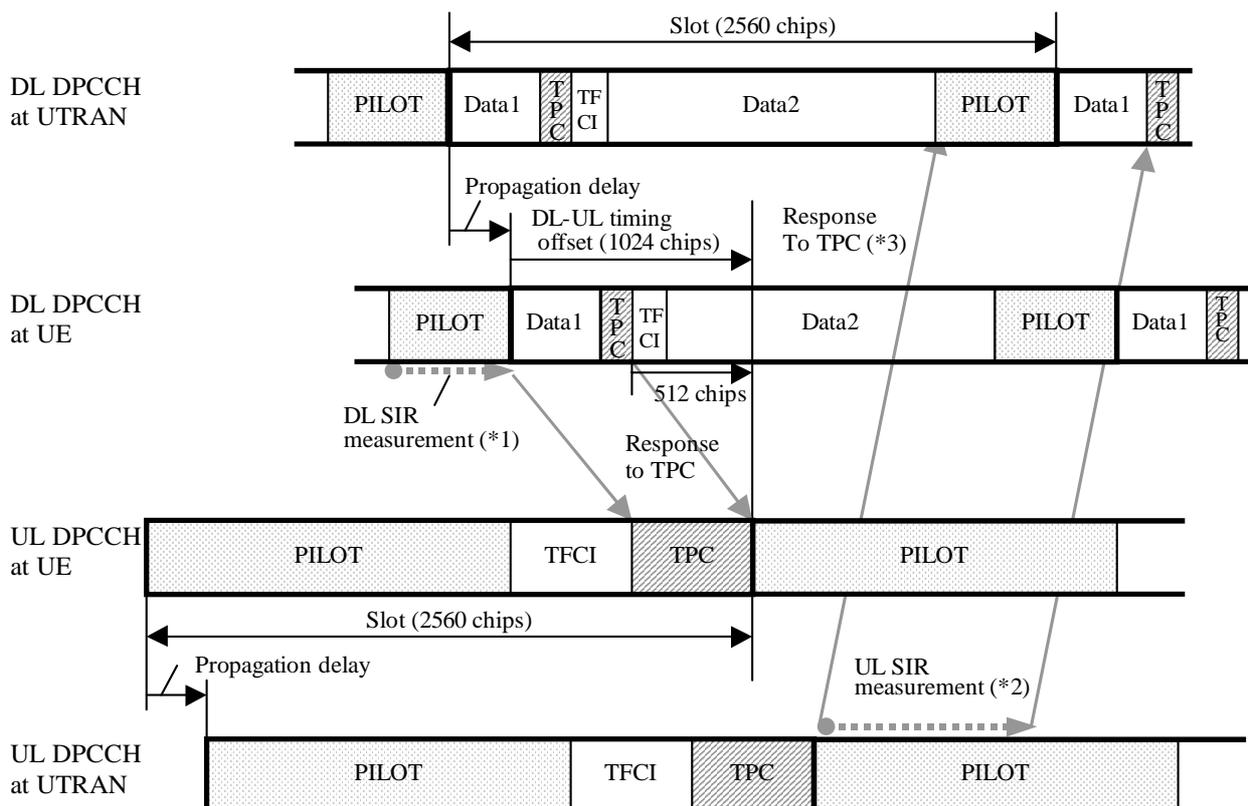 Slot (2560 chips)
DL DPCCH
at UTRAN
PILOT
Data1
TPC
TF
CI
Data2
PILOT
Data1
TPC
Propagation delay
DL-UL timing
offset (1024 chips)
Response
To TPC (*3)
DL DPCCH
at UE
PILOT
Data1
TPC
TF
CI
Data2
PILOT
Data1
TPC
512 chips
DL SIR
measurement (*1)
Response
to TPC
UL DPCCH
at UE
PILOT
TFCI
TPC
PILOT
Slot (2560 chips)
Propagation delay
UL SIR
measurement (*2)
UL DPCCH
at UTRAN
PILOT
TFCI
TPC
PILOT